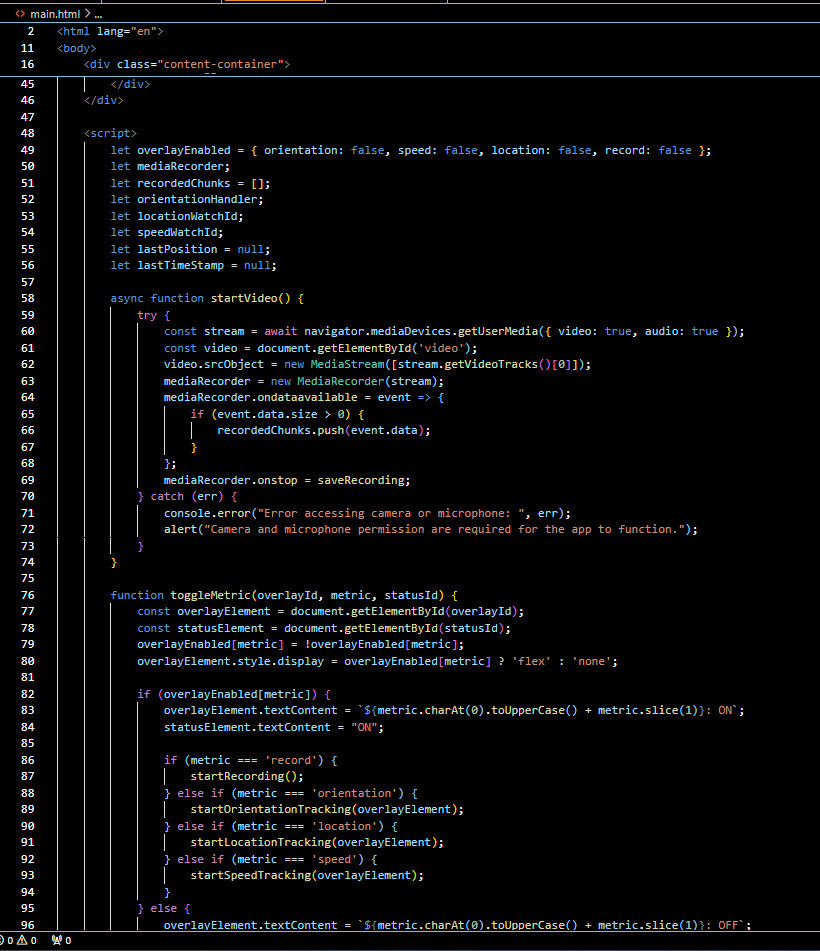 <> main.html > ...
2 <html lang="en">
11 <body>
16 <div class="content-container">
45 </div>
46 </div>
47
48 <script>
49 let overlayEnabled = { orientation: false, speed: false, location: false, record: false };
50 let mediaRecorder;
51 let recordedChunks = [];
52 let orientationHandler;
53 let locationWatchId;
54 let speedWatchId;
55 let lastPosition = null;
56 let lastTimeStamp = null;
57
58 async function startVideo() {
59 try {
60 const stream = await navigator.mediaDevices.getUserMedia({ video: true, audio: true });
61 const video = document.getElementById('video');
62 video.srcObject = new MediaStream([stream.getVideoTracks()[0]]);
63 mediaRecorder = new MediaRecorder(stream);
64 mediaRecorder.ondataavailable = event => {
65 if (event.data.size > 0) {
66 recordedChunks.push(event.data);
67 }
68 };
69 mediaRecorder.onstop = saveRecording;
70 } catch (err) {
71 console.error("Error accessing camera or microphone: ", err);
72 alert("Camera and microphone permission are required for the app to function.");
73 }
74 }
75
76 function toggleMetric(overlayId, metric, statusId) {
77 const overlayElement = document.getElementById(overlayId);
78 const statusElement = document.getElementById(statusId);
79 overlayEnabled[metric] = !overlayEnabled[metric];
80 overlayElement.style.display = overlayEnabled[metric] ? 'flex' : 'none';
81
82 if (overlayEnabled[metric]) {
83 overlayElement.textContent = `${metric.charAt(0).toUpperCase() + metric.slice(1)}: ON`;
84 statusElement.textContent = "ON";
85
86 if (metric === 'record') {
87 startRecording();
88 } else if (metric === 'orientation') {
89 startOrientationTracking(overlayElement);
90 } else if (metric === 'location') {
91 startLocationTracking(overlayElement);
92 } else if (metric === 'speed') {
93 startSpeedTracking(overlayElement);
94 }
95 } else {
96 overlayElement.textContent = `${metric.charAt(0).toUpperCase() + metric.slice(1)}: OFF`;
0 0 0